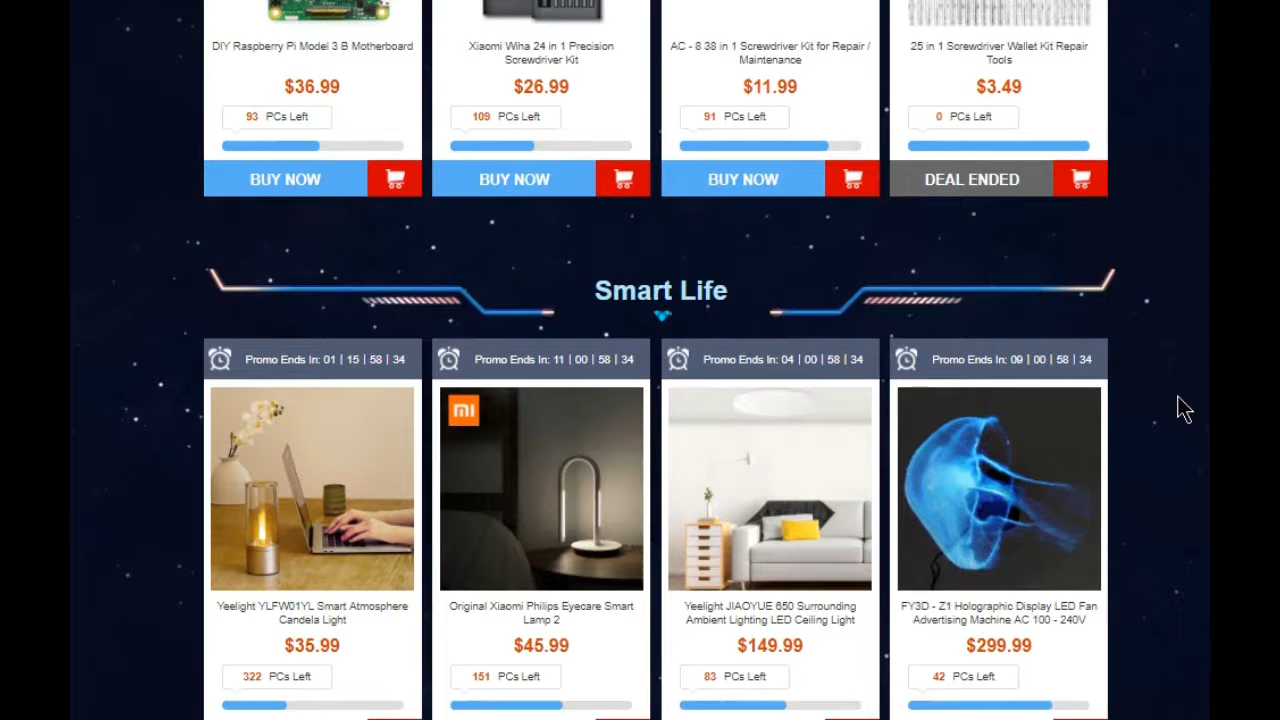 DIY Raspberry Pi Model 3 B Motherboard
$36.99
93 PCs Left
BUY NOW
Xiaomi Wiha 24 in 1 Precision
Screwdriver Kit
$26.99
109 PCs Left
BUY NOW
AC - 8 38 in 1 Screwdriver Kit for Repair /
Maintenance
$11.99
91 PCs Left
BUY NOW
25 in 1 Screwdriver Wallet Kit Repair
Tools
$3.49
0 PCs Left
DEAL ENDED
Smart Life
Promo Ends In: 01 | 15 | 58 | 34
Yeelight YLFW01YL Smart Atmosphere
Candela Light
$35.99
322 PCs Left
Promo Ends In: 11 | 00 | 58 | 34
mi
Original Xiaomi Philips Eyecare Smart
Lamp 2
$45.99
151 PCs Left
Promo Ends In: 04 | 00 | 58 | 34
Yeelight JIAOYUE 650 Surrounding
Ambient Lighting LED Ceiling Light
$149.99
83 PCs Left
Promo Ends In: 09 | 00 | 58 | 34
FY3D - Z1 Holographic Display LED Fan
Advertising Machine AC 100 - 240V
$299.99
42 PCs Left